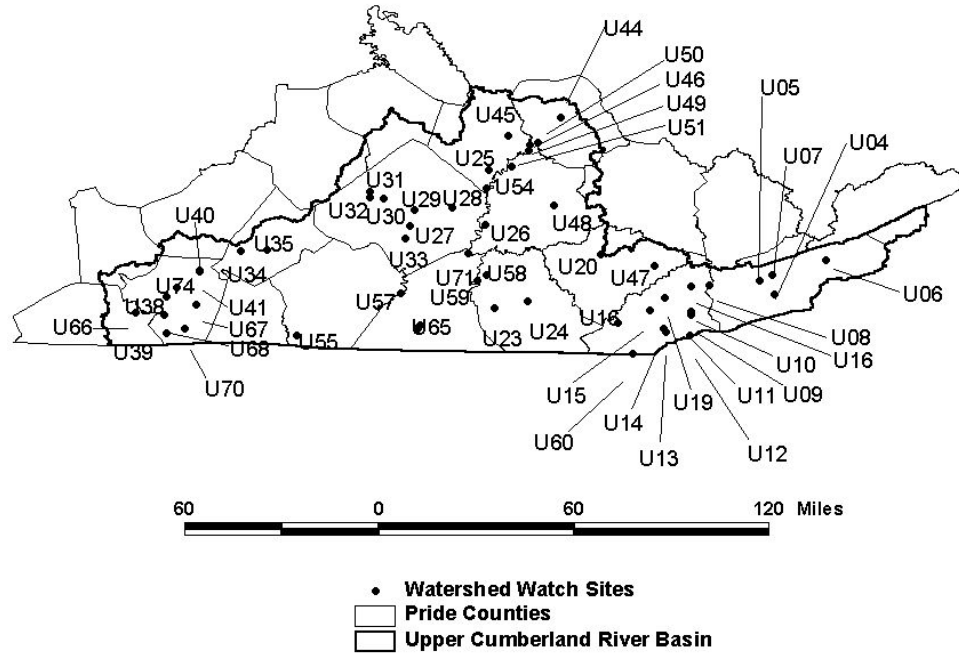 U44
U50
U46
U05
U49
U45
U51
U07
U04
U25
U31
U54
U32
U30
U29
U28
U48
U40
U27
U26
U35
U33
U20
U34
U71
U58
U47
U74
U59
U57
U06
U38
U41
U66
U67
U65
U23
U24
U16
U08
U39
U68
U55
U10
U16
U70
U15
U11
U09
U14
U19
U60
U13
U12
60 0 60 120 Miles
Watershed Watch Sites
Pride Counties
Upper Cumberland River Basin